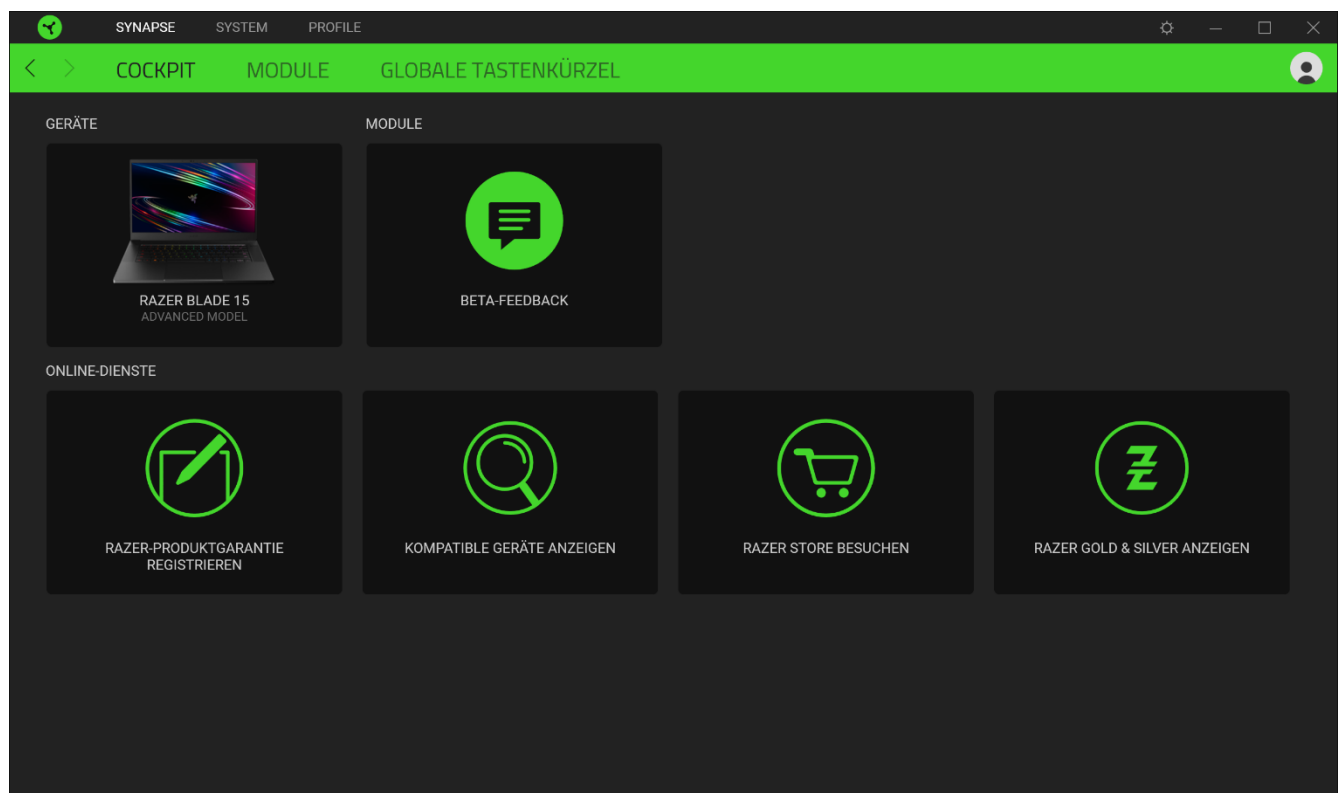 SYNAPSE SYSTEM PROFILE
COCKPIT MODULE GLOBALE TASTENKÜRZEL
GERÄTE MODULE
RAZER BLADE 15
ADVANCED MODEL
BETA-FEEDBACK
ONLINE-DIENSTE
RAZER-PRODUKTGARANTIE
REGISTRIEREN
KOMPATIBLE GERÄTE ANZEIGEN
RAZER STORE BESUCHEN
RAZER GOLD & SILVER ANZEIGEN